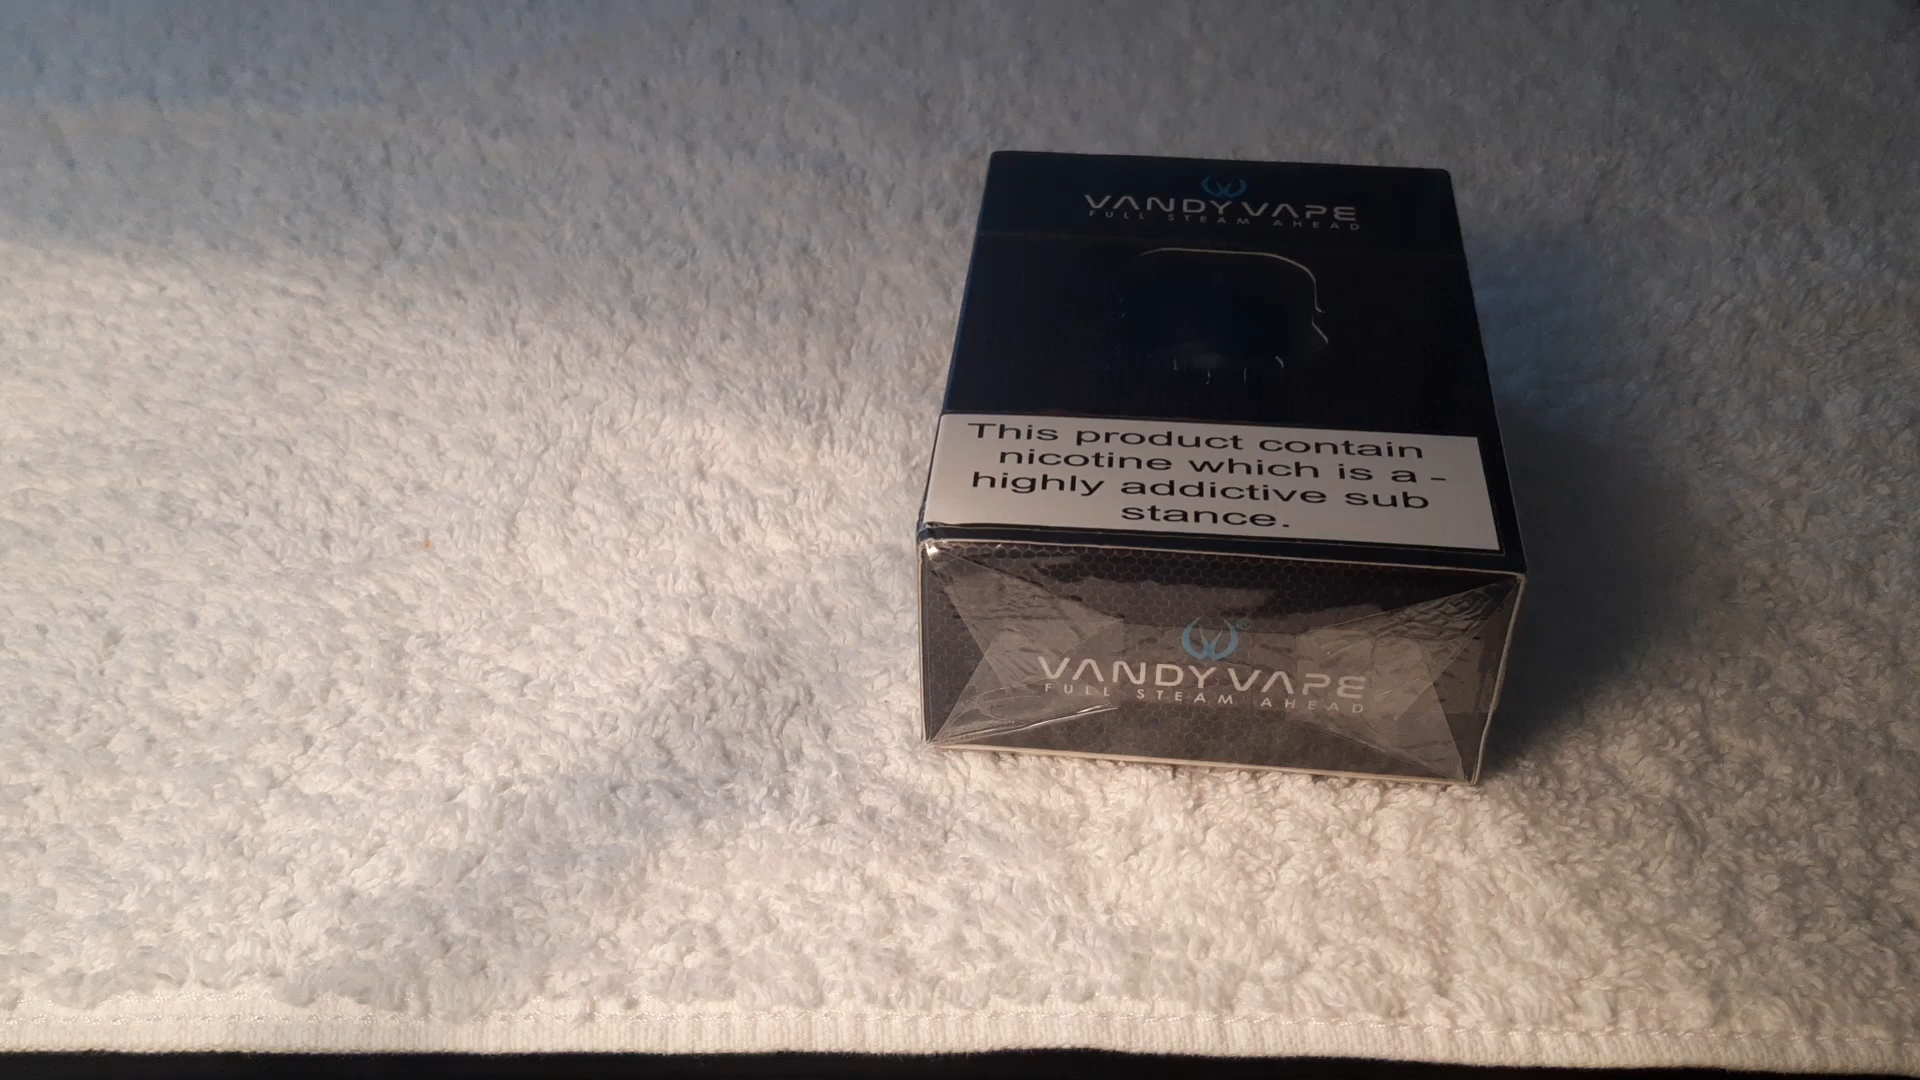 VANDY VAPE
FULL STEAM AHEAD
This product contain
nicotine which is a -
highly addictive sub
stance.
VANDY VAPE
FULL STEAM AHEAD